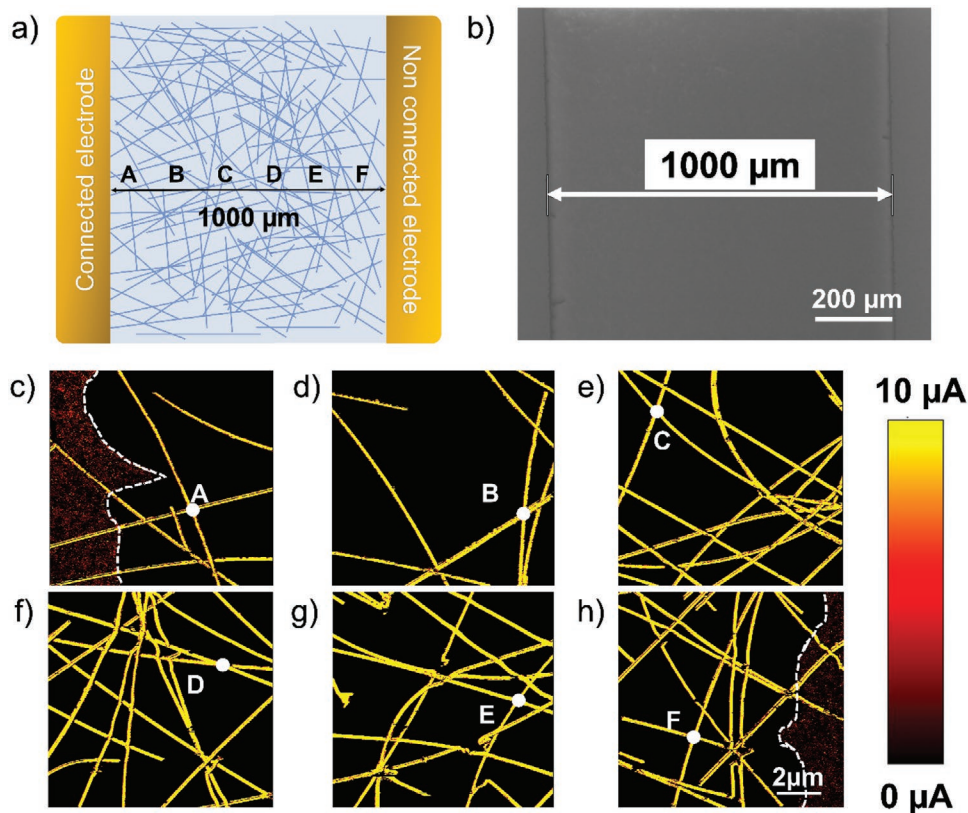 a)
Connected electrode
A B C D E F
1000 µm
Non connected electrode
b)
1000 µm
200 µm
c)
A
d)
B
e)
C
10 µA
f)
D
g)
E
h)
F
2µm
0 µA